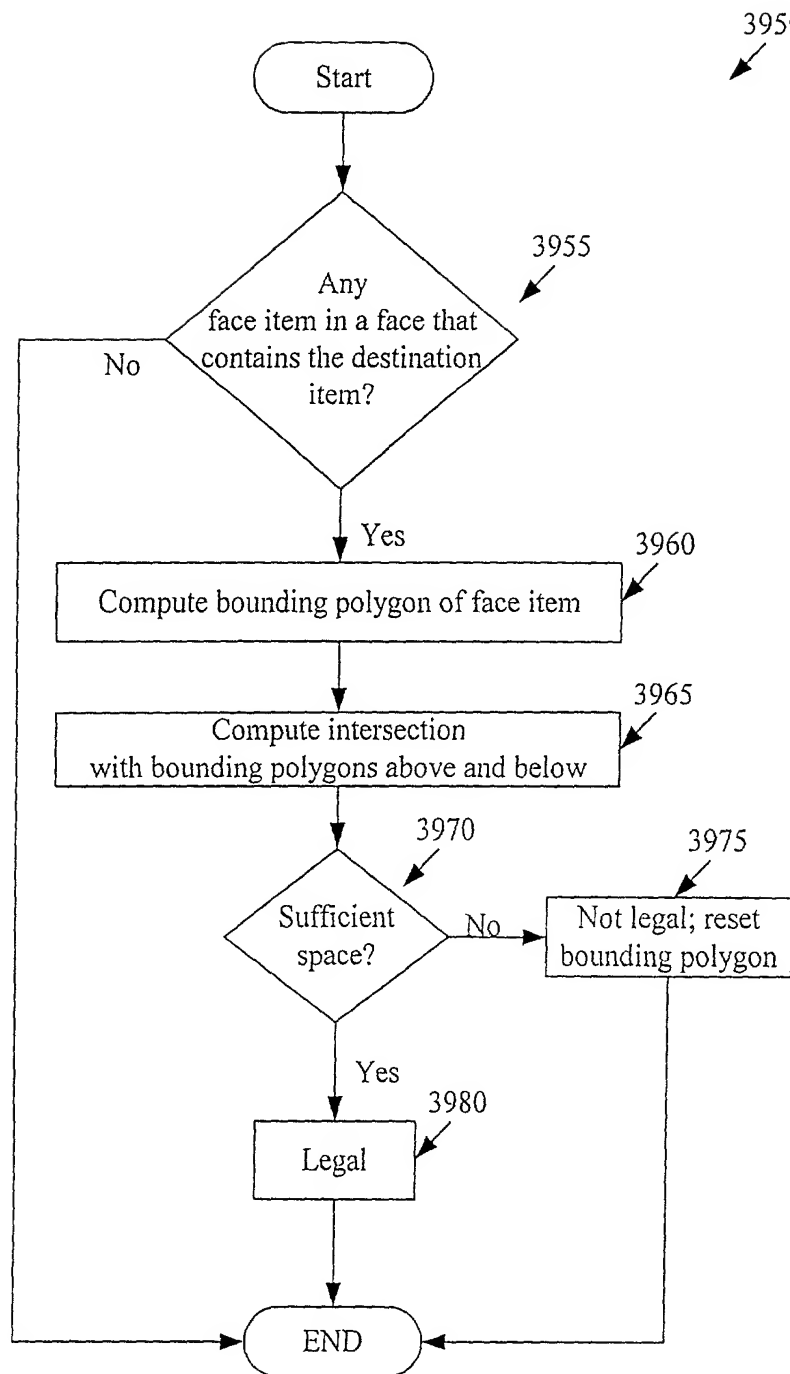 Start
3955
Any
face item in a face that
contains the destination
item?
No
Yes
3960
Compute bounding polygon of face item
3965
Compute intersection
with bounding polygons above and below
3970
3975
Sufficient
space?
No
Not legal; reset
bounding polygon
Yes
3980
Legal
END